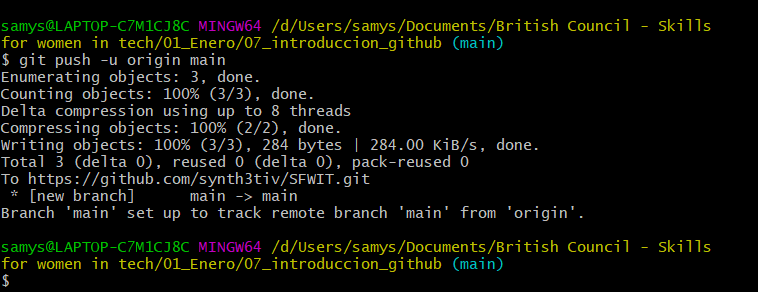 samys@LAPTOP-C7M1CJ8C MINGW64 /d/Users/samys/Documents/British Council - Skills
for women in tech/01_Enero/07_introduccion_github (main)
$ git push -u origin main
Enumerating objects: 3, done.
Counting objects: 100% (3/3), done.
Delta compression using up to 8 threads
Compressing objects: 100% (2/2), done.
Writing objects: 100% (3/3), 284 bytes | 284.00 KiB/s, done.
Total 3 (delta 0), reused 0 (delta 0), pack-reused 0
To https://github.com/synth3tiv/SFWIT.git
 * [new branch]      main -> main
Branch 'main' set up to track remote branch 'main' from 'origin'.
samys@LAPTOP-C7M1CJ8C MINGW64 /d/Users/samys/Documents/British Council - Skills
for women in tech/01_Enero/07_introduccion_github (main)
$